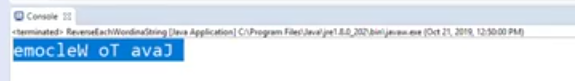 Console
<terminated> ReverseEachWordinaString [Java Application] C:\Program Files\Java\jre1.8.0_202\bin\javaw.exe (Oct 21, 2019, 12:50:00 PM)
emocleW oT avaJ